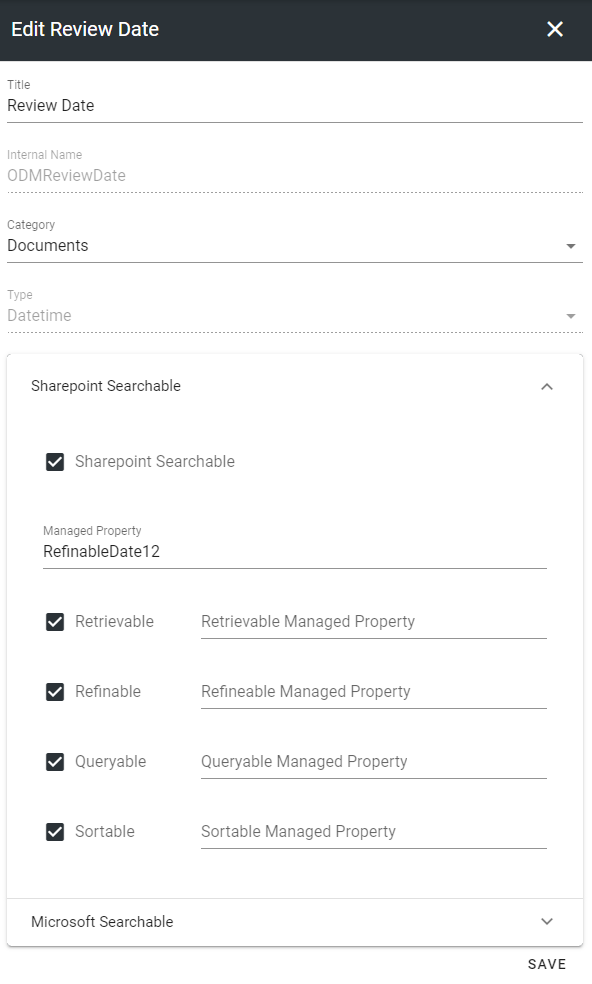 Edit Review Date
Title
Review Date
Internal Name
ODMReviewDate
Category
Documents
Type
Datetime
Sharepoint Searchable
Sharepoint Searchable
Managed Property
RefinableDate12
Retrievable Retrievable Managed Property
Refinable Refineable Managed Property
Queryable Queryable Managed Property
Sortable Sortable Managed Property
Microsoft Searchable
SAVE